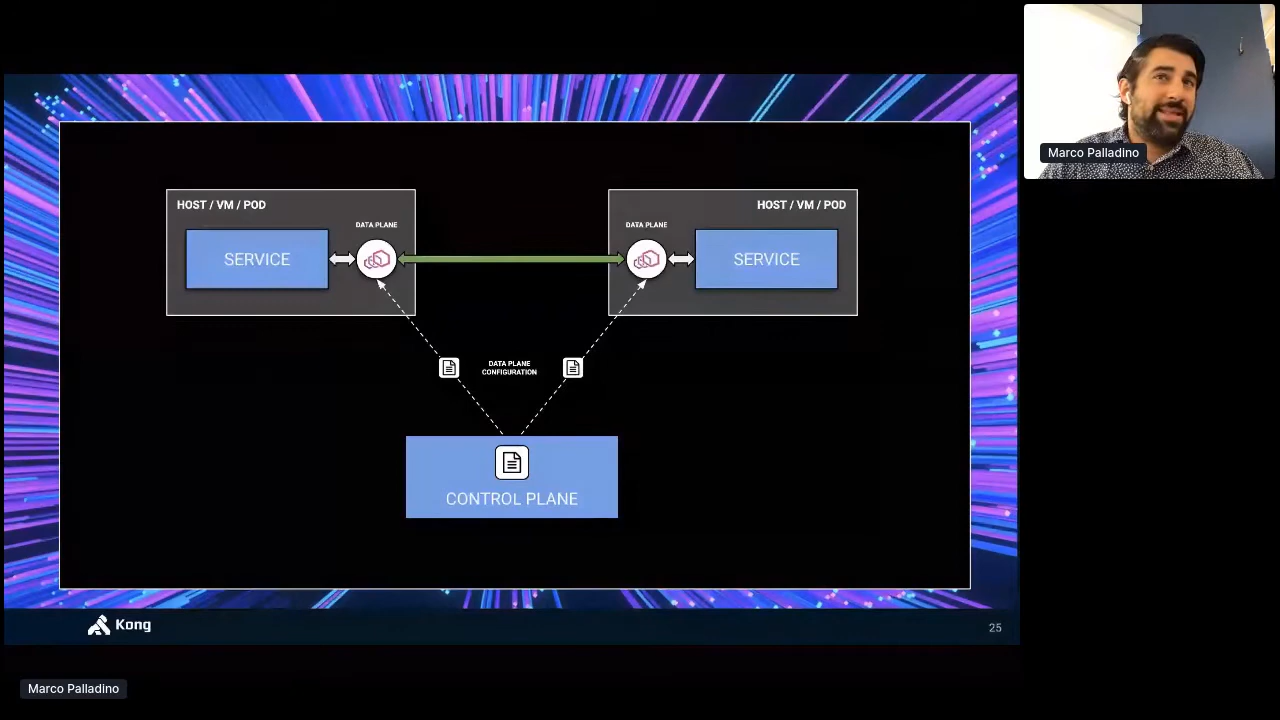 HOST / VM / POD
DATA PLANE
SERVICE
HOST / VM / POD
DATA PLANE
SERVICE
DATA PLANE
CONFIGURATION
CONTROL PLANE
Kong
25
Marco Palladino
Marco Palladino